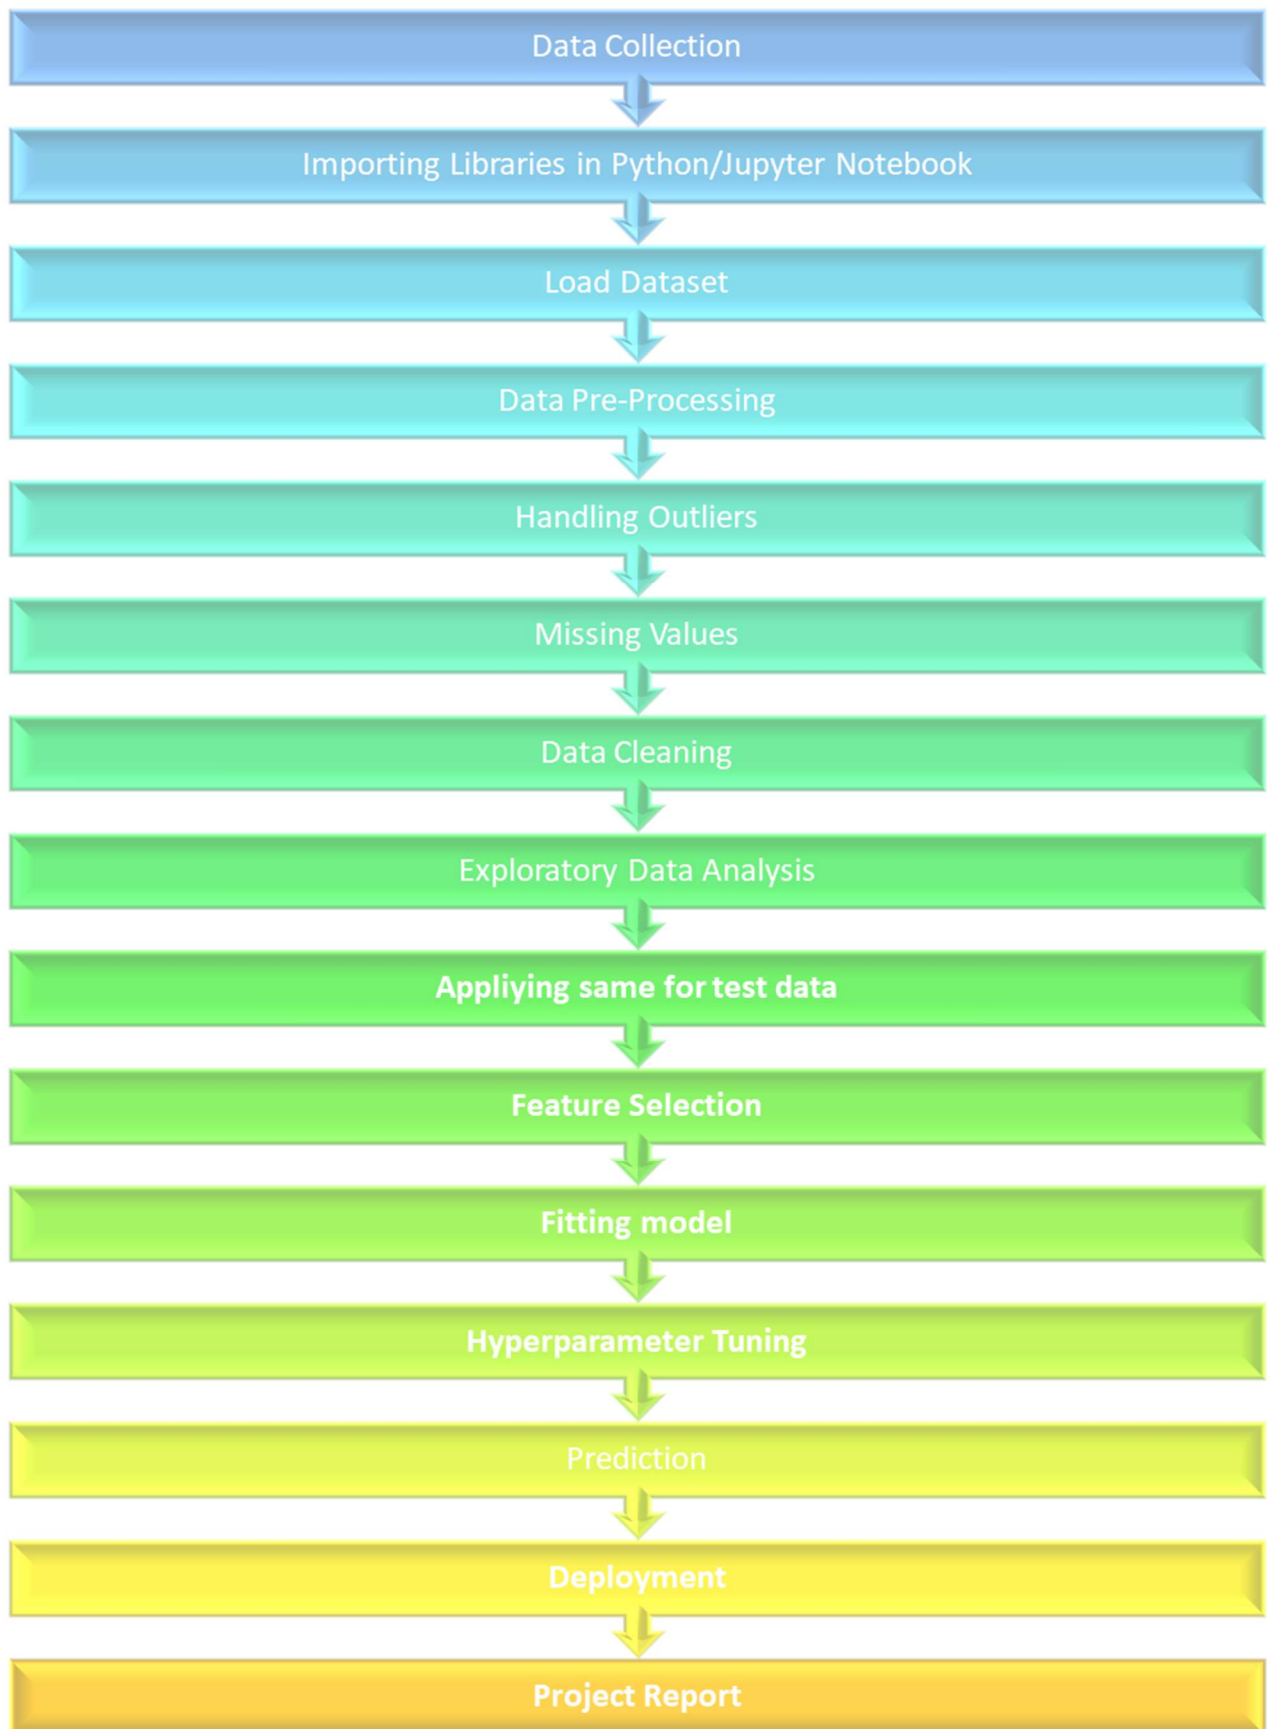 Data Collection
Importing Libraries in Python/Jupyter Notebook
Load Dataset
Data Pre-Processing
Handling Outliers
Missing Values
Data Cleaning
Exploratory Data Analysis
Appliying same for test data
Feature Selection
Fitting model
Hyperparameter Tuning
Prediction
Deployment
Project Report